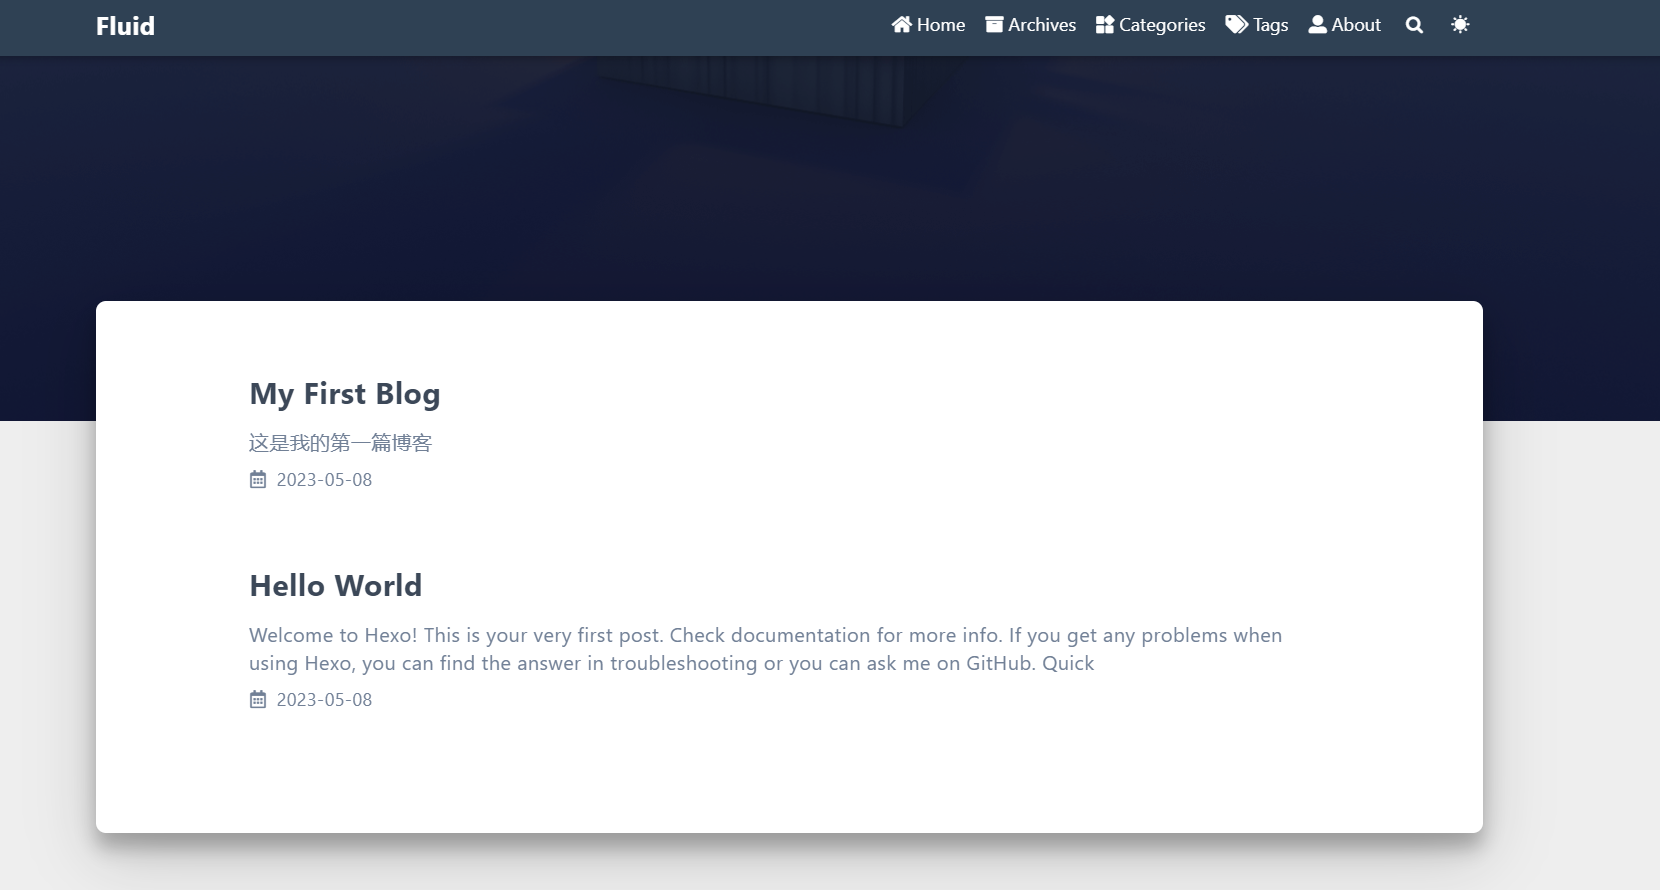 Fluid
Home Archives Categories Tags About
My First Blog
这是我的第一篇博客
2023-05-08
Hello World
Welcome to Hexo! This is your very first post. Check documentation for more info. If you get any problems when
using Hexo, you can find the answer in troubleshooting or you can ask me on GitHub. Quick
2023-05-08